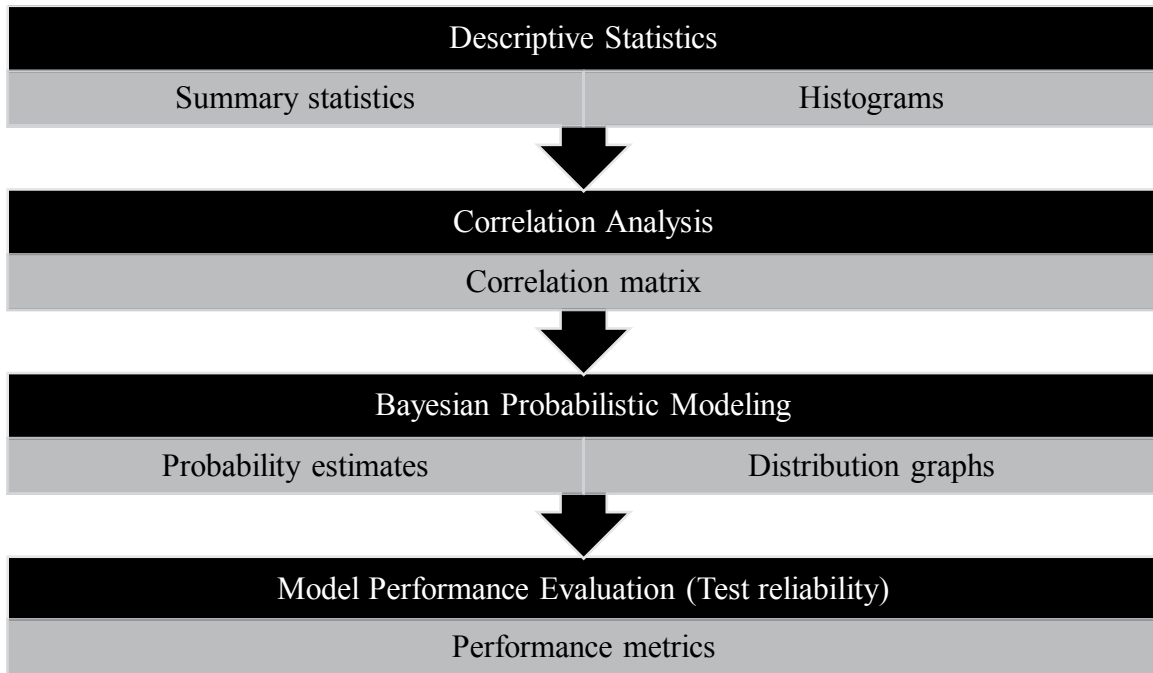 Descriptive Statistics
Summary statistics
Histograms
Correlation Analysis
Correlation matrix
Bayesian Probabilistic Modeling
Probability estimates
Distribution graphs
Model Performance Evaluation (Test reliability)
Performance metrics